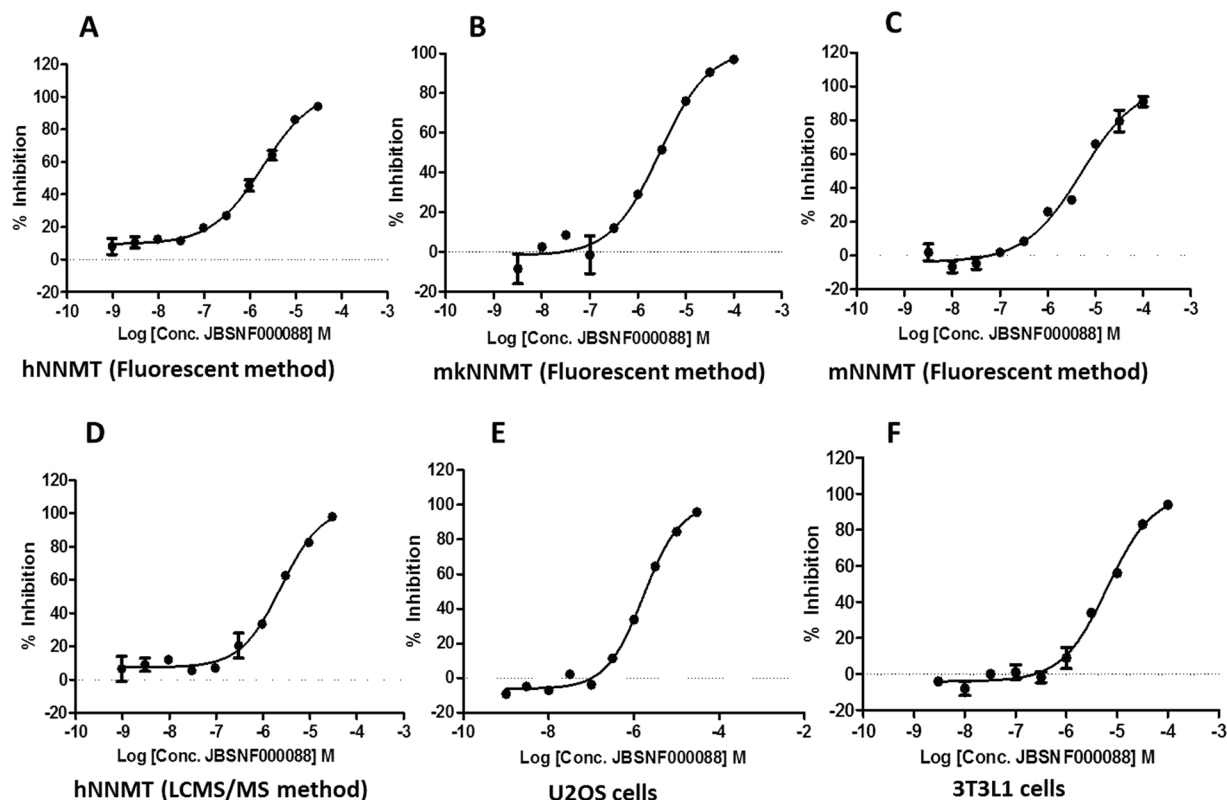 A
B
C
% Inhibition
120
100
80
60
40
20
0
-20
-10 -9 -8 -7 -6 -5 -4 -3
Log [Conc. JBSNF000088] M
hNNMT (Fluorescent method)
% Inhibition
100
80
60
40
20
0
-20
-10 -9 -8 -7 -6 -5 -4 -3
Log [Conc. JBSNF000088] M
mkNNMT (Fluorescent method)
% Inhibition
120
100
80
60
40
20
0
-20
-10 -9 -8 -7 -6 -5 -4 -3
Log [Conc. JBSNF000088] M
mNNMT (Fluorescent method)
D
E
F
% Inhibition
120
100
80
60
40
20
0
-20
-10 -9 -8 -7 -6 -5 -4 -3
Log [Conc. JBSNF000088] M
hNNMT (LCMS/MS method)
% Inhibition
120
100
80
60
40
20
0
-20
-10 -8 -6 -4 -2
Log [Conc. JBSNF000088] M
U2OS cells
% Inhibition
120
100
80
60
40
20
0
-20
-10 -9 -8 -7 -6 -5 -4 -3
Log [Conc. JBSNF000088] M
3T3L1 cells